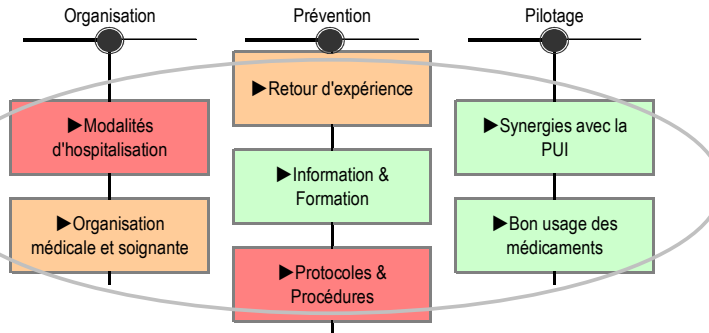 Organisation
▶Modalités
d'hospitalisation
▶Organisation
médicale et soignante
Prévention
▶Retour d'expérience
▶Information &
Formation
▶Protocoles &
Procédures
Pilotage
▶Synergies avec la
PUI
▶Bon usage des
médicaments